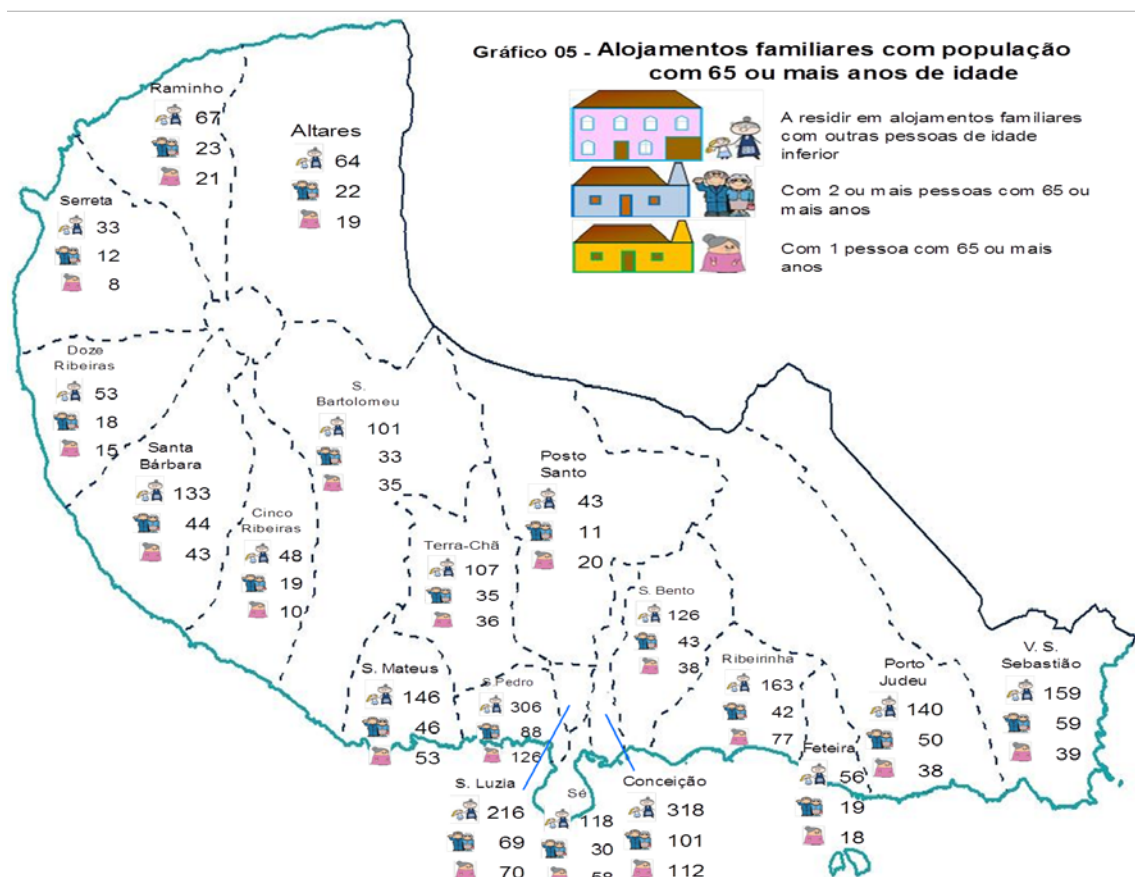 Gráfico 05 - Alojamentos familiares com população
com 65 ou mais anos de idade
A residir em alojamentos familiares
com outras pessoas de idade
inferior
Com 2 ou mais pessoas com 65 ou
mais anos
Com 1 pessoa com 65 ou mais
anos
Raminho
67
23
21
Altares
64
22
19
Serreta
33
12
8
Doze
Ribeiras
53
18
15
Santa
Bárbara
133
44
43
Cinco
Ribeiras
48
19
10
S.
Bartolomeu
101
33
35
Posto
Santo
43
11
20
Terra-Chã
107
35
36
S. Bento
126
43
38
S. Mateus
146
46
53
S.Pedro
306
88
126
Ribeirinha
163
42
77
Porto
Judeu
140
50
38
V. S.
Sebastião
159
59
39
Feteira
56
19
18
S. Luzia
216
69
70
Sé
118
30
58
Conceição
318
101
112